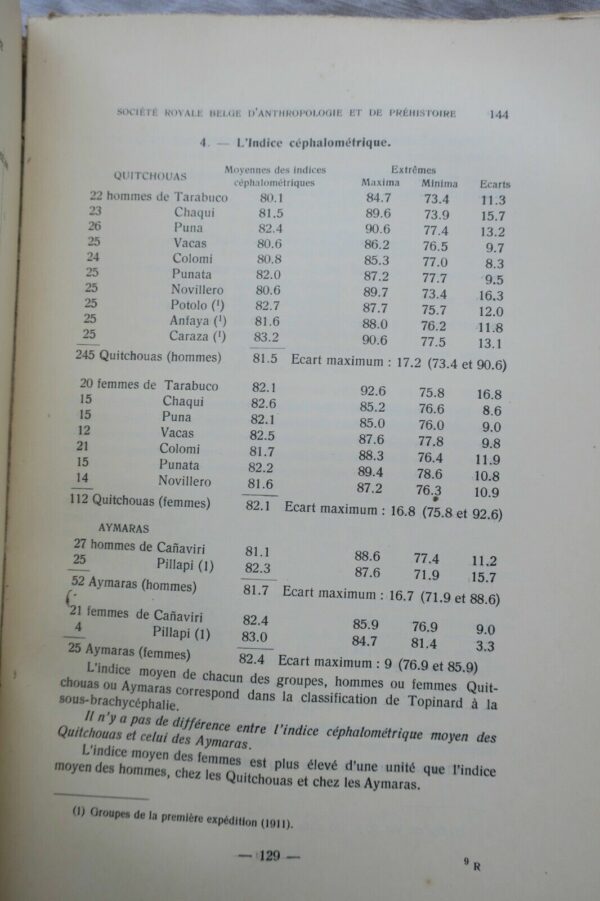 SOCIÉTÉ ROYALE BELGE D'ANTHROPOLOGIE ET DE PRÉHISTOIRE 144
4. — L'Indice céphalométrique.
QUITCHOUAS Moyennes des indices céphalométriques Extrêmes Maxima Minima Ecarts
22 hommes de Tarabuco 80.1 84.7 73.4 11.3
23 Chaqui 81.5 89.6 73.9 15.7
26 Puna 82.4 90.6 77.4 13.2
25 Vacas 80.6 86.2 76.5 9.7
24 Colomi 80.8 85.3 77.0 8.3
25 Punata 82.0 87.2 77.7 9.5
25 Novillero 80.6 89.7 73.4 16.3
25 Potolo (¹) 82.7 87.7 75.7 12.0
25 Anfaya (¹) 81.6 88.0 76.2 11.8
25 Caraza (¹) 83.2 90.6 77.5 13.1
245 Quitchouas (hommes) 81.5 Ecart maximum : 17.2 (73.4 et 90.6)
20 femmes de Tarabuco 82.1 92.6 75.8 16.8
15 Chaqui 82.6 85.2 76.6 8.6
15 Puna 82.1 85.0 76.0 9.0
12 Vacas 82.5 87.6 77.8 9.8
21 Colomi 81.7 88.3 76.4 11.9
15 Punata 82.2 89.4 78.6 10.8
14 Novillero 81.6 87.2 76.3 10.9
112 Quitchouas (femmes) 82.1 Ecart maximum : 16.8 (75.8 et 92.6)
AYMARAS
27 hommes de Cañaviri 81.1 88.6 77.4 11.2
25 Pillapi (1) 82.3 87.6 71.9 15.7
52 Aymaras (hommes) 81.7 Ecart maximum : 16.7 (71.9 et 88.6)
21 femmes de Cañaviri 82.4 85.9 76.9 9.0
4 Pillapi (1) 83.0 84.7 81.4 3.3
25 Aymaras (femmes) 82.4 Ecart maximum : 9 (76.9 et 85.9)
L'indice moyen de chacun des groupes, hommes ou femmes Quit-
chouas ou Aymaras correspond dans la classification de Topinard à la
sous-brachycéphalie.
Il n'y a pas de différence entre l'indice céphalométrique moyen des
Quitchouas et celui des Aymaras.
L'indice moyen des femmes est plus élevé d'une unité que l'indice
moyen des hommes, chez les Quitchouas et chez les Aymaras.
(1) Groupes de la première expédition (1911).
— 129 —
9 R